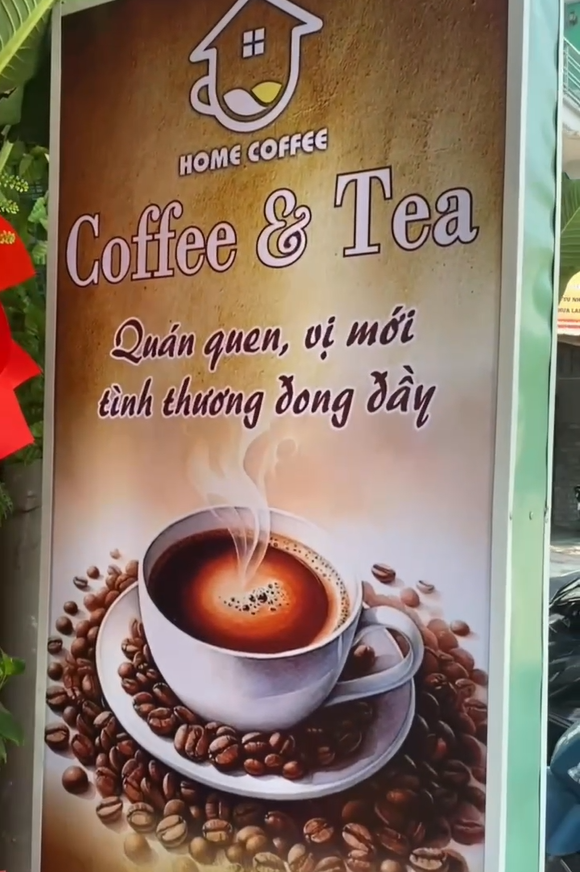 HOME COFFEE
Coffee & Tea
Quán quen, vị mới
tình thương đong đầy